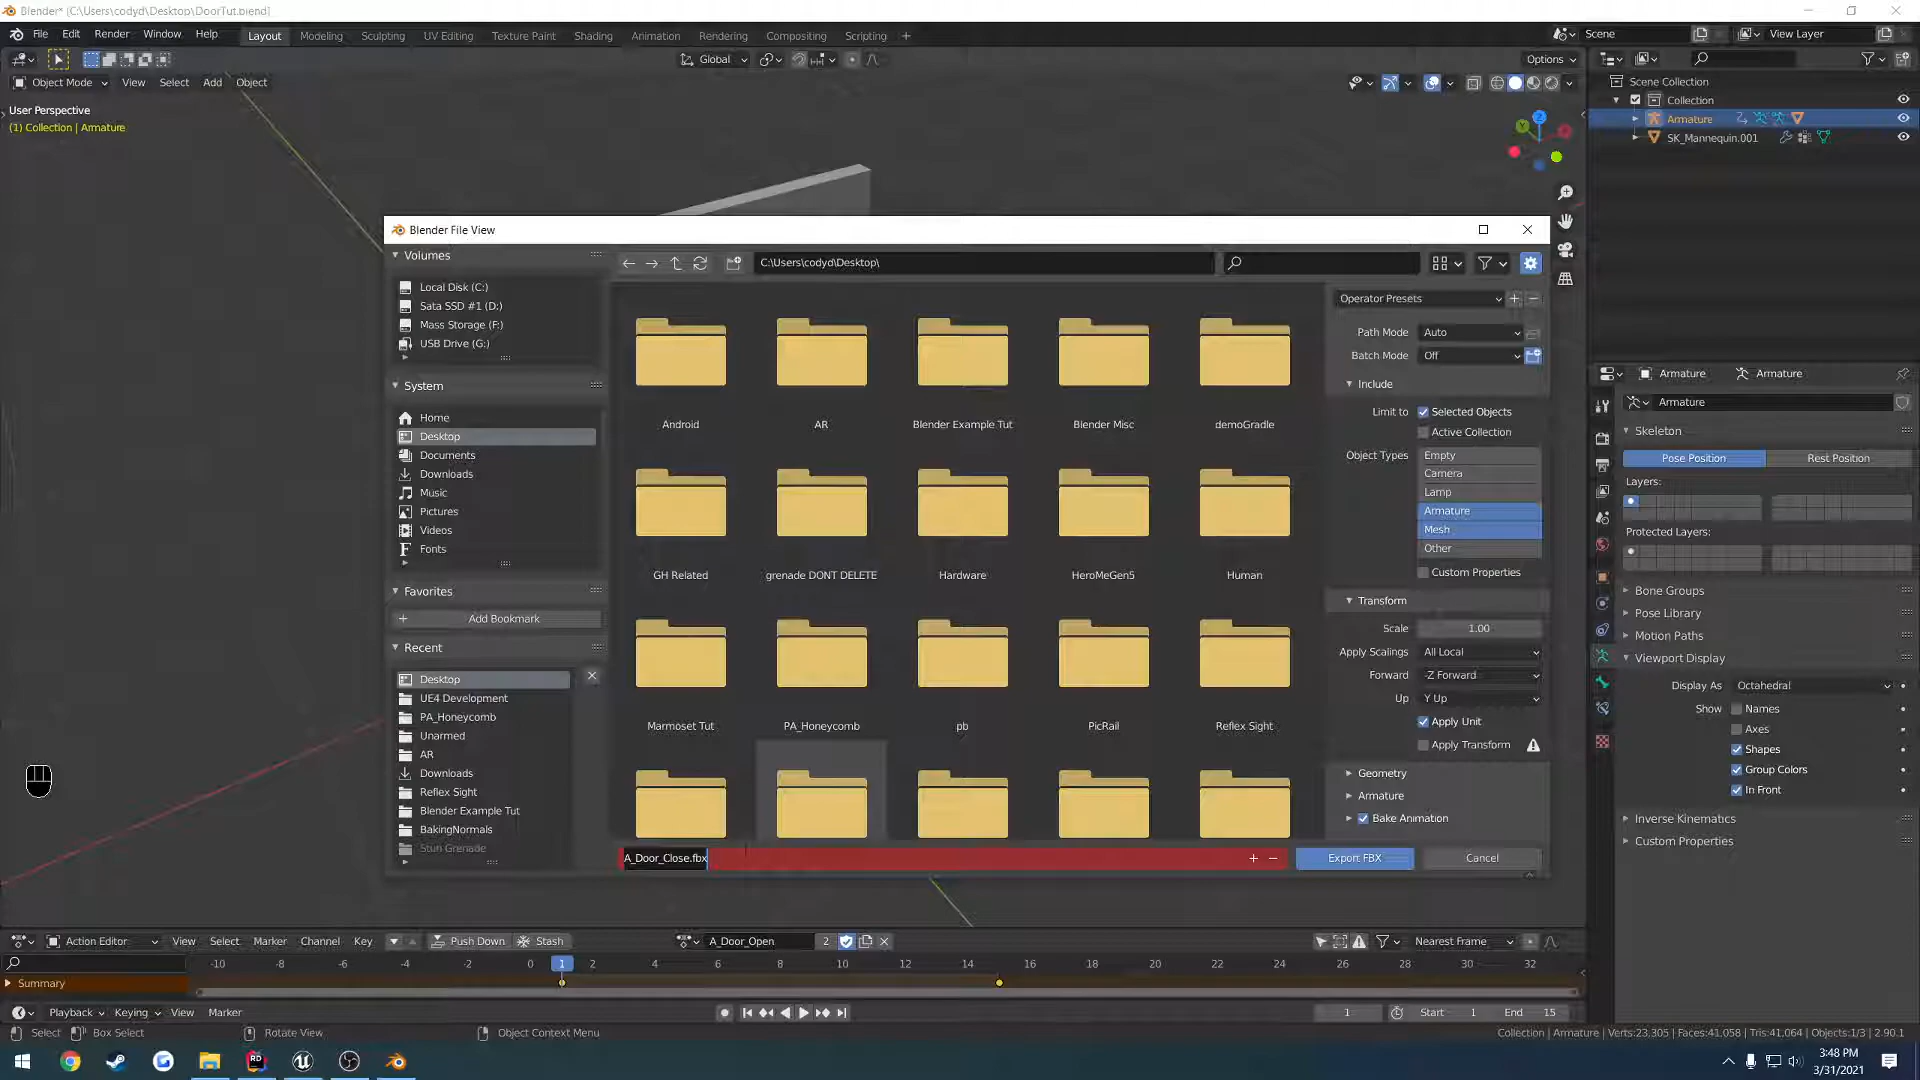 Blender* [C:\Users\codyd\Desktop\DoorTut.blend]
File Edit Render Window Help Layout Modeling Sculpting UV Editing Texture Paint Shading Animation Rendering Compositing Scripting + Scene View Layer
Global Options
Object Mode View Select Add Object
User Perspective
(1) Collection | Armature
Scene Collection
Collection
Armature
SK_Mannequin.001
Blender File View
Volumes
Local Disk (C:)
Sata SSD #1 (D:)
Mass Storage (F:)
USB Drive (G:)
System
Home
Desktop
Documents
Downloads
Music
Pictures
Videos
Fonts
Favorites
Add Bookmark
Recent
Desktop
UE4 Development
PA_Honeycomb
Unarmed
AR
Downloads
Reflex Sight
Blender Example Tut
BakingNormals
Stun Grenade
C:\Users\codyd\Desktop\
Android AR Blender Example Tut Blender Misc demoGradle
GH Related grenade DONT DELETE Hardware HeroMeGen5 Human
Marmoset Tut PA_Honeycomb pb PicRail Reflex Sight
A_Door_Close.fbx
Export FBX Cancel
Operator Presets
Path Mode Auto
Batch Mode Off
Include
Limit to Selected Objects
Active Collection
Object Types Empty
Camera
Lamp
Armature
Mesh
Other
Custom Properties
Transform
Scale 1.00
Apply Scalings All Local
Forward -Z Forward
Up Y Up
Apply Unit
Apply Transform
Geometry
Armature
Bake Animation
Armature Armature
Armature
Skeleton
Pose Position Rest Position
Layers:
Protected Layers:
Bone Groups
Pose Library
Motion Paths
Viewport Display
Display As Octahedral
Show Names
Axes
Shapes
Group Colors
In Front
Inverse Kinematics
Custom Properties
Action Editor View Select Marker Channel Key Push Down Stash A_Door_Open 2 Nearest Frame
-10 -8 -6 -4 -2 0 1 2 4 6 8 10 12 14 16 18 20 22 24 26 28 30 32
Summary
Playback Keying View Marker 1 Start 1 End 15
Select Box Select Rotate View Object Context Menu Collection | Armature | Verts:23,305 | Faces:41,058 | Tris:41,064 | Objects:1/3 | 2.90.1
3:48 PM
3/31/2021